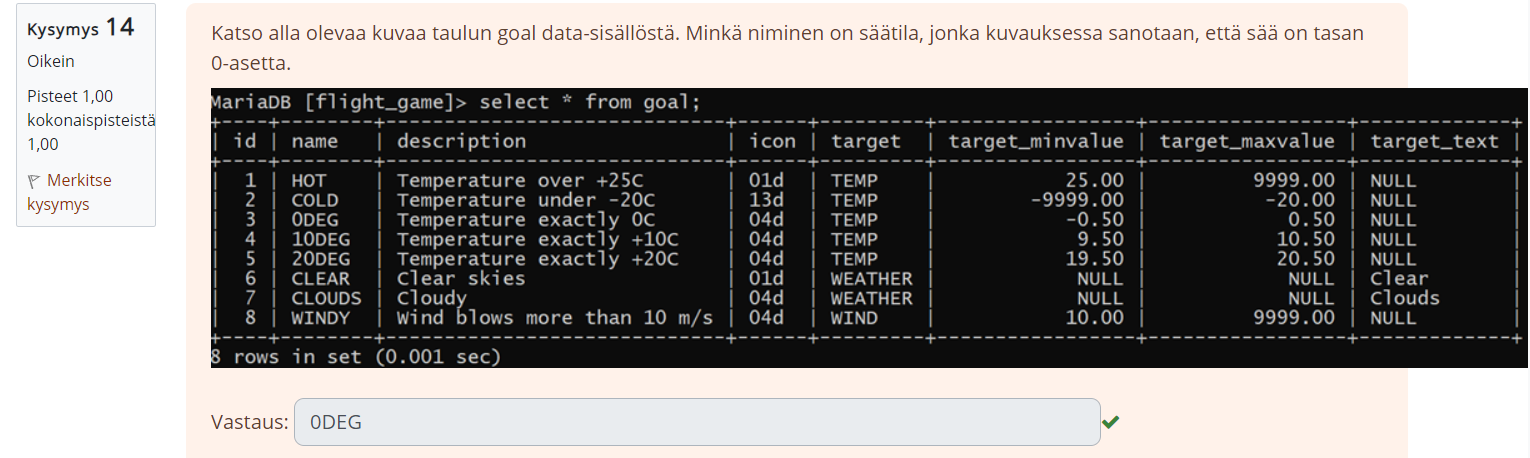 Kysymys 14
Oikein
Pisteet 1,00
kokonaispisteistä
1,00
Merkitse
kysymys
Katso alla olevaa kuvaa taulun goal data-sisällöstä. Minkä niminen on säätila, jonka kuvauksessa sanotaan, että sää on tasan
0-asetta.
MariaDB [flight_game]> select * from goal;
+----+--------+-----------------------------+------+---------+-----------------+-----------------+-------------+
| id | name | description | icon | target | target_minvalue | target_maxvalue | target_text |
+----+--------+-----------------------------+------+---------+-----------------+-----------------+-------------+
| 1 | HOT | Temperature over +25C | 01d | TEMP | 25.00 | 9999.00 | NULL |
| 2 | COLD | Temperature under -20C | 13d | TEMP | -9999.00 | -20.00 | NULL |
| 3 | 0DEG | Temperature exactly 0C | 04d | TEMP | -0.50 | 0.50 | NULL |
| 4 | 10DEG | Temperature exactly +10C | 04d | TEMP | 9.50 | 10.50 | NULL |
| 5 | 20DEG | Temperature exactly +20C | 04d | TEMP | 19.50 | 20.50 | NULL |
| 6 | CLEAR | Clear skies | 01d | WEATHER | NULL | NULL | Clear |
| 7 | CLOUDS | Cloudy | 04d | WEATHER | NULL | NULL | Clouds |
| 8 | WINDY | Wind blows more than 10 m/s | 04d | WIND | 10.00 | 9999.00 | NULL |
+----+--------+-----------------------------+------+---------+-----------------+-----------------+-------------+
8 rows in set (0.001 sec)
Vastaus: 0DEG